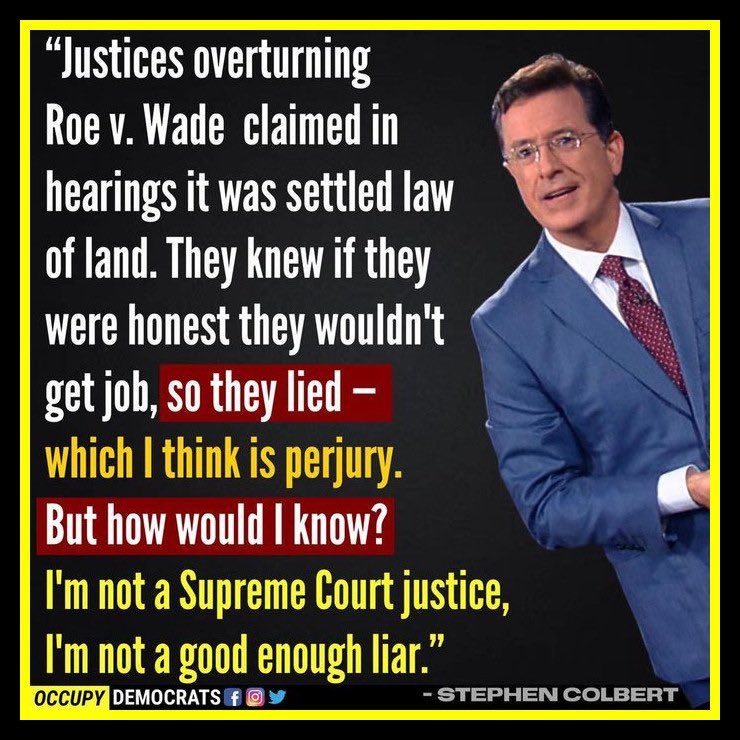 “Justices overturning
Roe v. Wade claimed in
hearings it was settled law
of land. They knew if they
were honest they wouldn't
get job, so they lied –
which I think is perjury.
But how would I know?
I'm not a Supreme Court justice,
I'm not a good enough liar.”
OCCUPY DEMOCRATS
- STEPHEN COLBERT